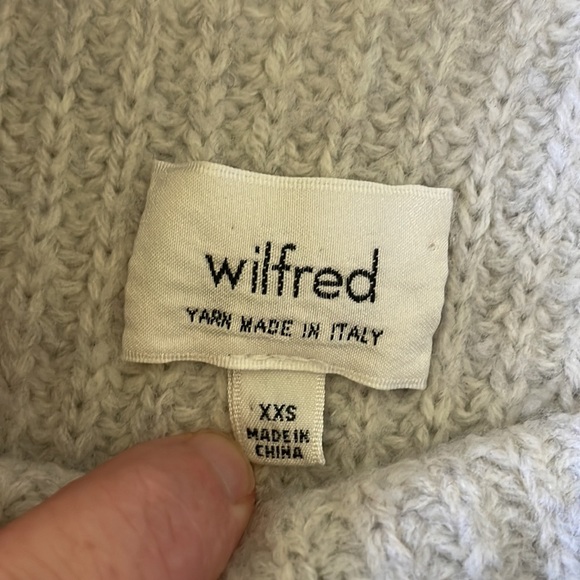 wilfred
YARN MADE IN ITALY
XXS
MADE IN
CHINA